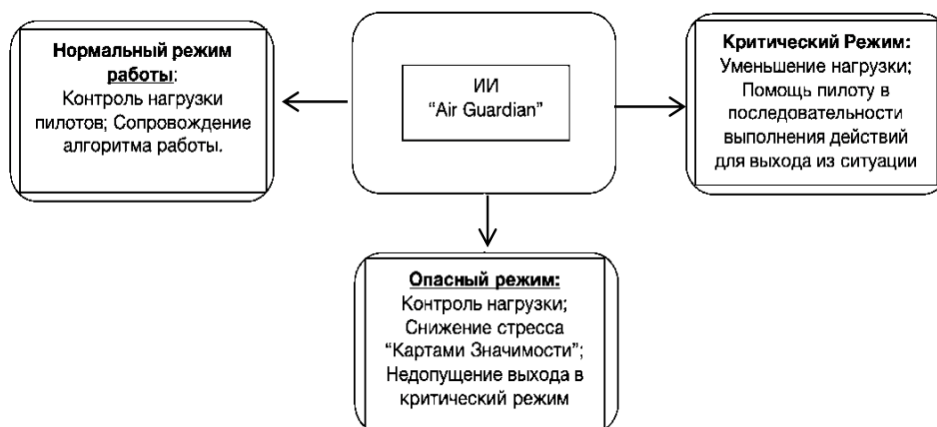 Нормальный режим
работы:
Контроль нагрузки
пилотов; Сопровождение
алгоритма работы.
ИИ
“Air Guardian”
Критический Режим:
Уменьшение нагрузки;
Помощь пилоту в
последовательности
выполнения действий
для выхода из ситуации
Опасный режим:
Контроль нагрузки;
Снижение стресса
“Картами Значимости”;
Недопущение выхода в
критический режим